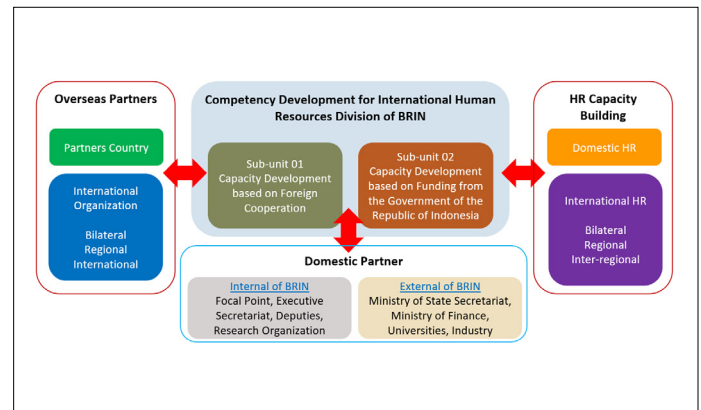 Overseas Partners
Partners Country
International
Organization
Bilateral
Regional
International
Competency Development for International Human
Resources Division of BRIN
Sub-unit 01
Capacity Development
based on Foreign
Cooperation
Sub-unit 02
Capacity Development
based on Funding from
the Government of the
Republic of Indonesia
HR Capacity
Building
Domestic HR
International HR
Bilateral
Regional
Inter-regional
Domestic Partner
Internal of BRIN
Focal Point, Executive
Secretariat, Deputies,
Research Organization
External of BRIN
Ministry of State Secretariat,
Ministry of Finance,
Universities, Industry